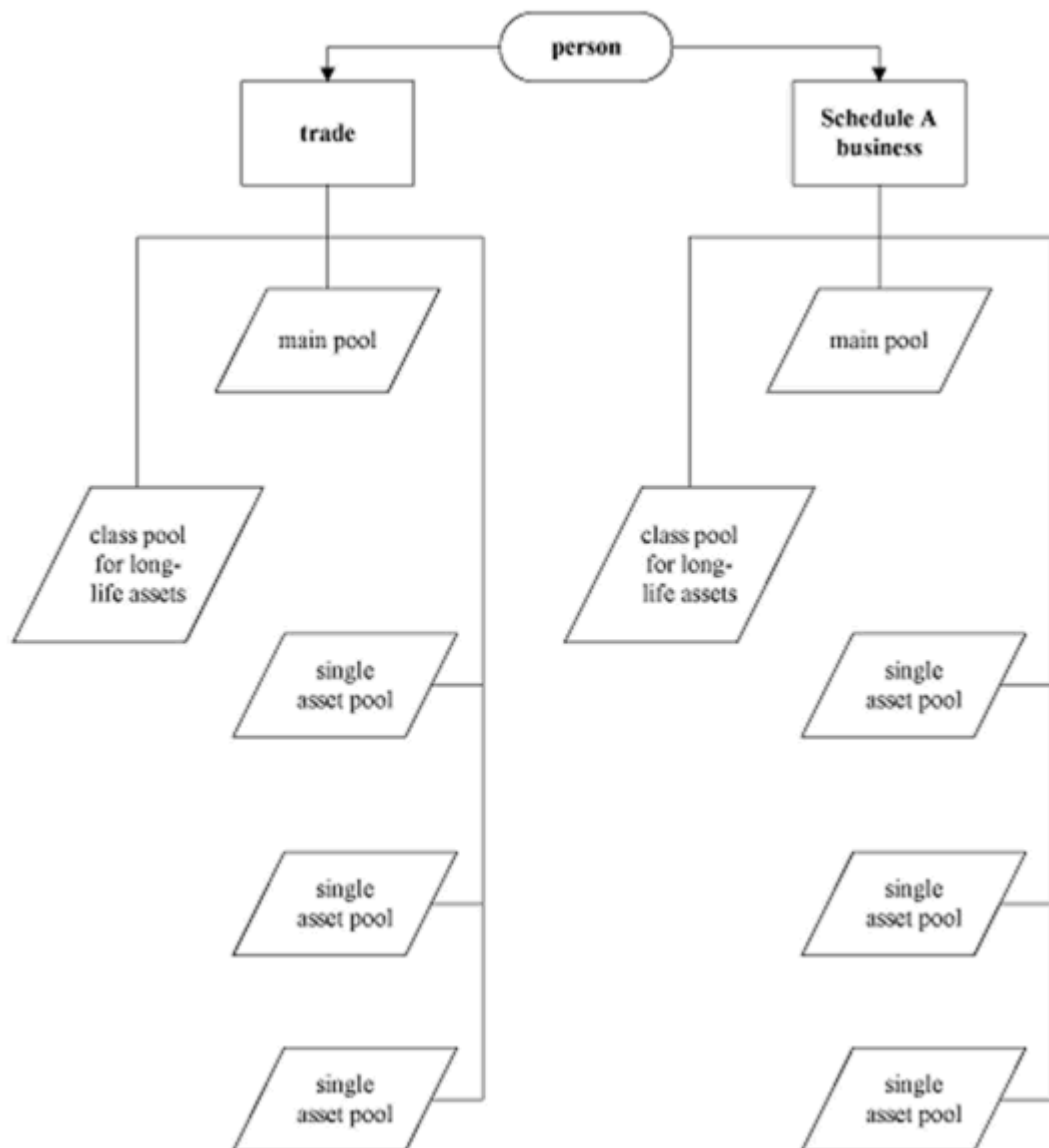 person
trade
Schedule A
business
main pool
main pool
class pool
for long-
life assets
class pool
for long-
life assets
single
asset pool
single
asset pool
single
asset pool
single
asset pool
single
asset pool
single
asset pool